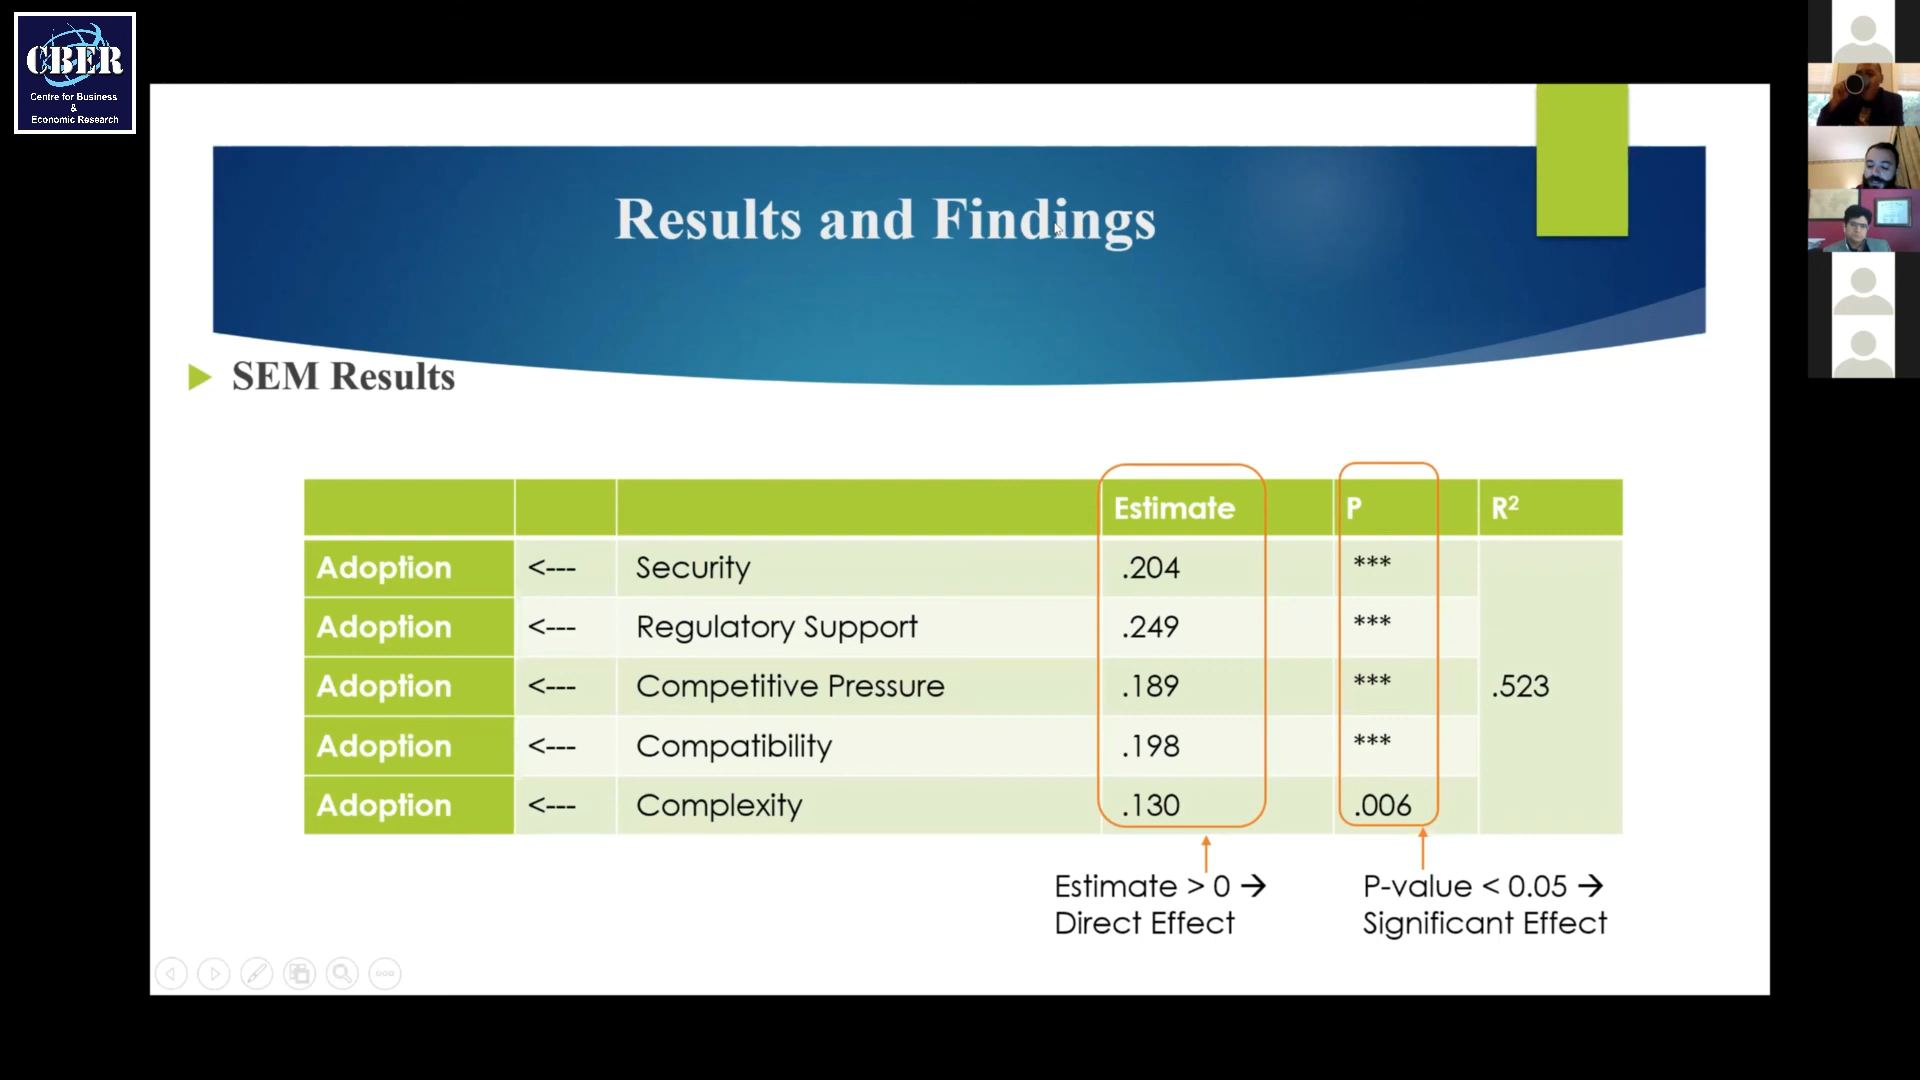 CBER
Centre for Business
&
Economic Research
Results and Findings
SEM Results
Estimate P R²
Adoption <--- Security .204 ***
Adoption <--- Regulatory Support .249 ***
Adoption <--- Competitive Pressure .189 *** .523
Adoption <--- Compatibility .198 ***
Adoption <--- Complexity .130 .006
Estimate > 0 →
Direct Effect
P-value < 0.05 →
Significant Effect